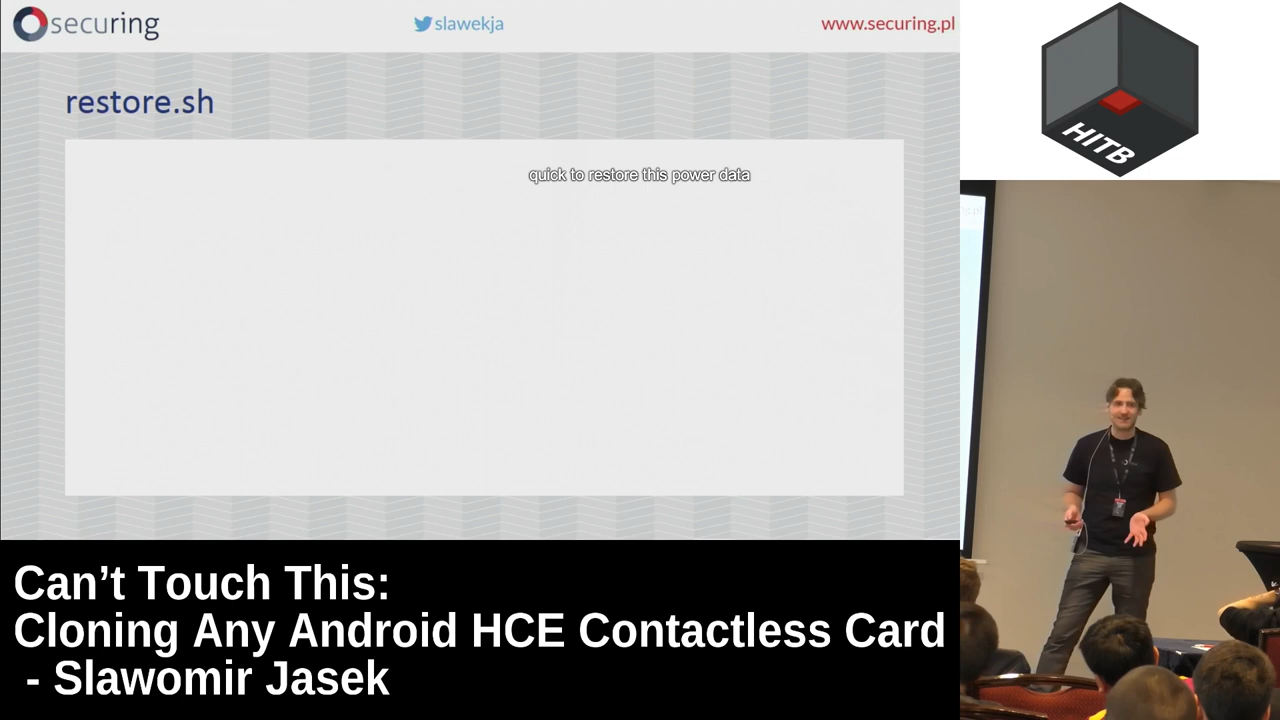 securing
slawekja
www.securing.pl
restore.sh
quick to restore this power data
HITB
Can’t Touch This:
Cloning Any Android HCE Contactless Card
- Slawomir Jasek